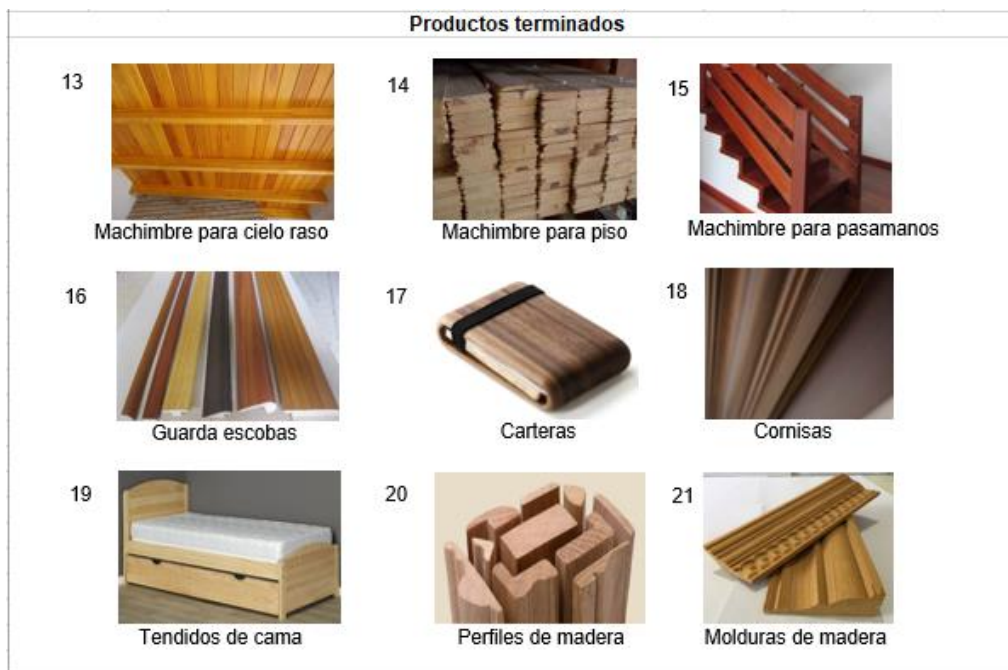 Productos terminados
13
14
15
Machimbre para cielo raso
Machimbre para piso
Machimbre para pasamanos
16
17
18
Guarda escobas
Carteras
Cornisas
19
20
21
Tendidos de cama
Perfiles de madera
Molduras de madera